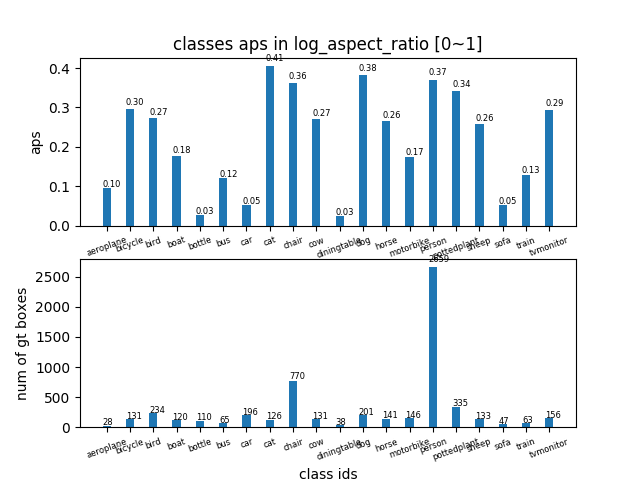 classes aps in log_aspect_ratio [0~1]
aps
0.4
0.3
0.2
0.1
0.0
0.10
0.30
0.27
0.18
0.03
0.12
0.05
0.41
0.36
0.27
0.03
0.38
0.26
0.17
0.37
0.34
0.26
0.05
0.13
0.29
aeroplane
bicycle
bird
boat
bottle
bus
car
cat
chair
cow
diningtable
dog
horse
motorbike
person
pottedplant
sheep
sofa
train
tvmonitor
num of gt boxes
2500
2000
1500
1000
500
0
28
131
234
120
110
65
196
126
770
131
38
201
141
146
2659
335
133
47
63
156
aeroplane
bicycle
bird
boat
bottle
bus
car
cat
chair
cow
diningtable
dog
horse
motorbike
person
pottedplant
sheep
sofa
train
tvmonitor
class ids